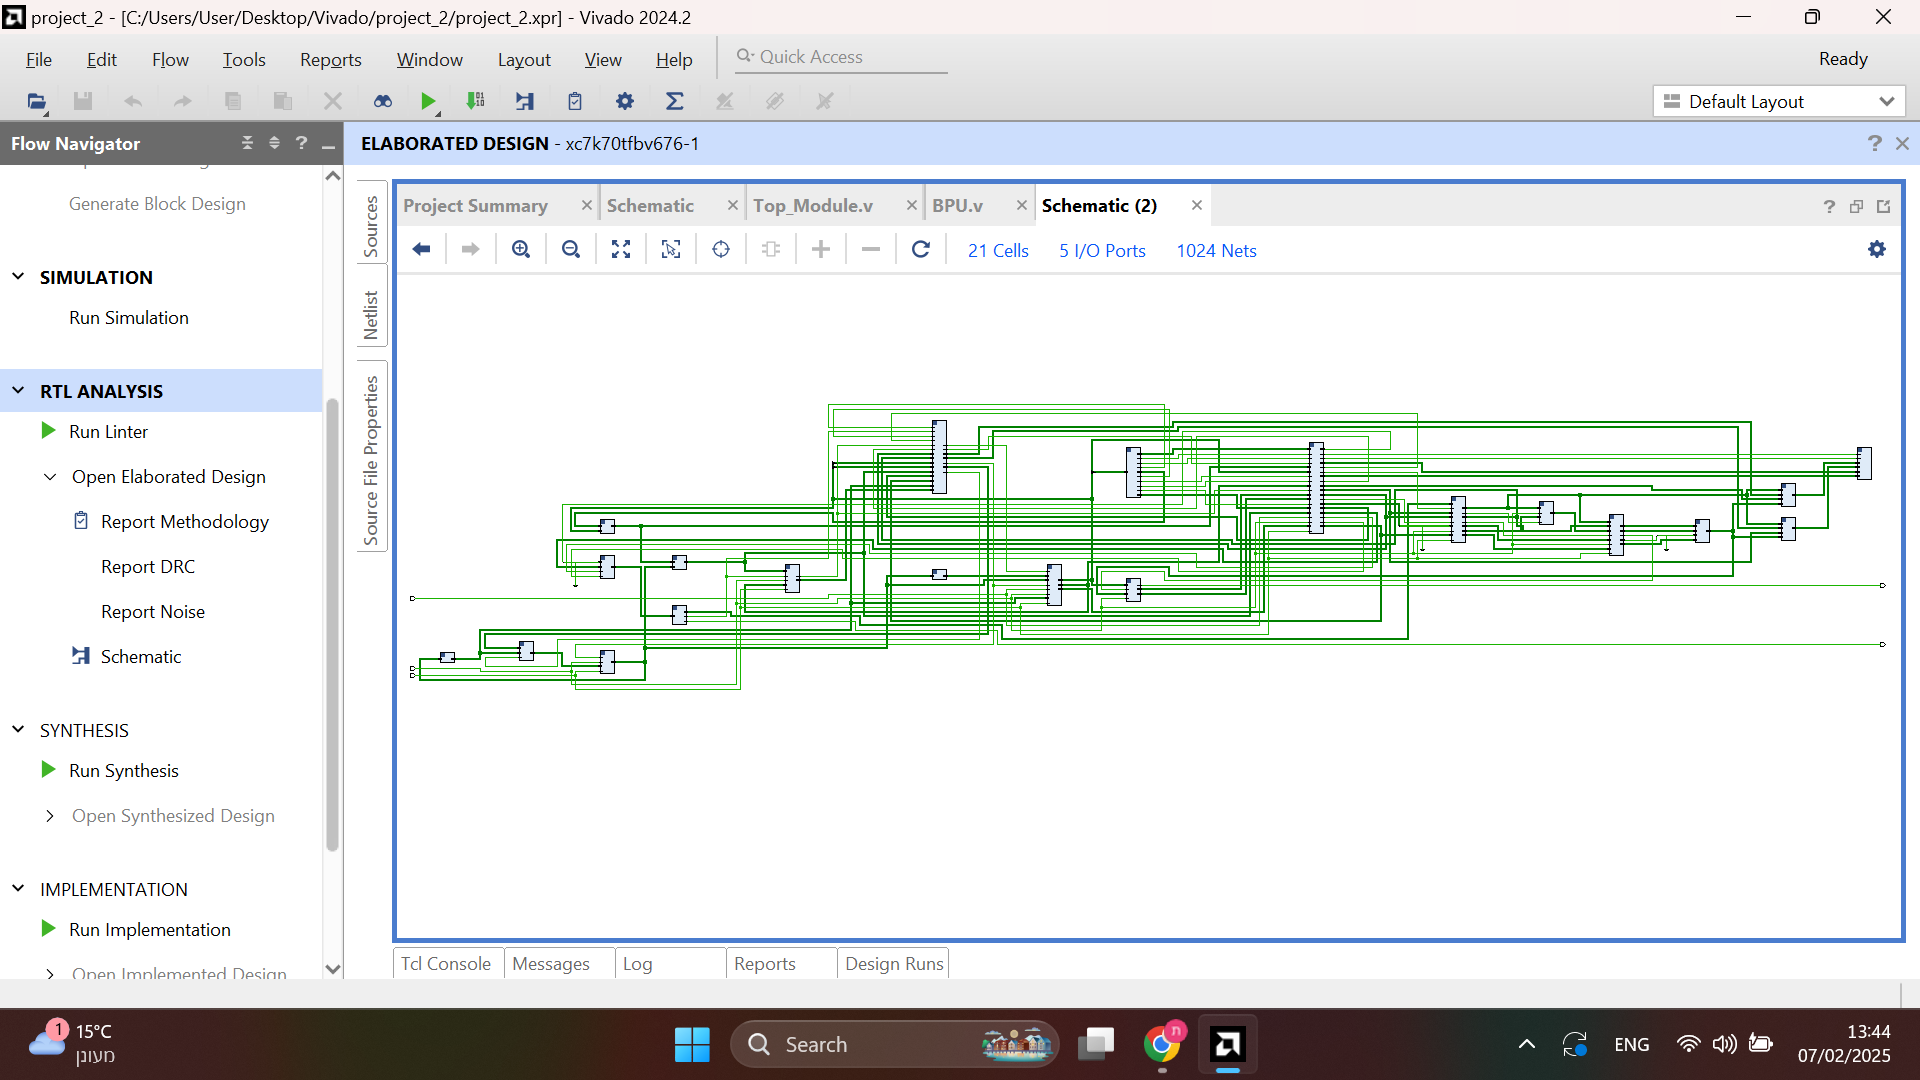 project_2 - [C:/Users/User/Desktop/Vivado/project_2/project_2.xpr] - Vivado 2024.2
File Edit Flow Tools Reports Window Layout View Help Quick Access Ready
Default Layout
Flow Navigator ?
ELABORATED DESIGN - xc7k70tfbv676-1 ?
Generate Block Design
SIMULATION
Run Simulation
RTL ANALYSIS
Run Linter
Open Elaborated Design
Report Methodology
Report DRC
Report Noise
Schematic
SYNTHESIS
Run Synthesis
Open Synthesized Design
IMPLEMENTATION
Run Implementation
Open Implemented Design
Sources
Netlist
Source File Properties
Project Summary Schematic Top_Module.v BPU.v Schematic (2) ?
21 Cells 5 I/O Ports 1024 Nets
Tcl Console Messages Log Reports Design Runs
1 15°C
מעונן
Search
n
ENG
13:44
07/02/2025